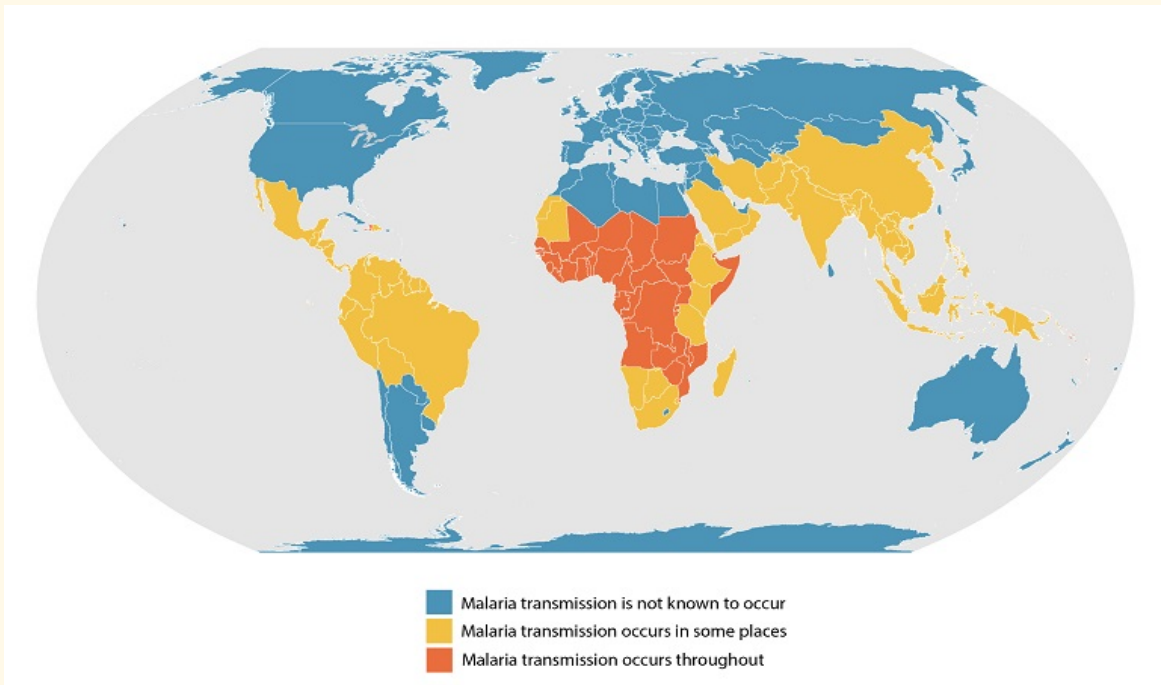 Malaria transmission is not known to occur
Malaria transmission occurs in some places
Malaria transmission occurs throughout